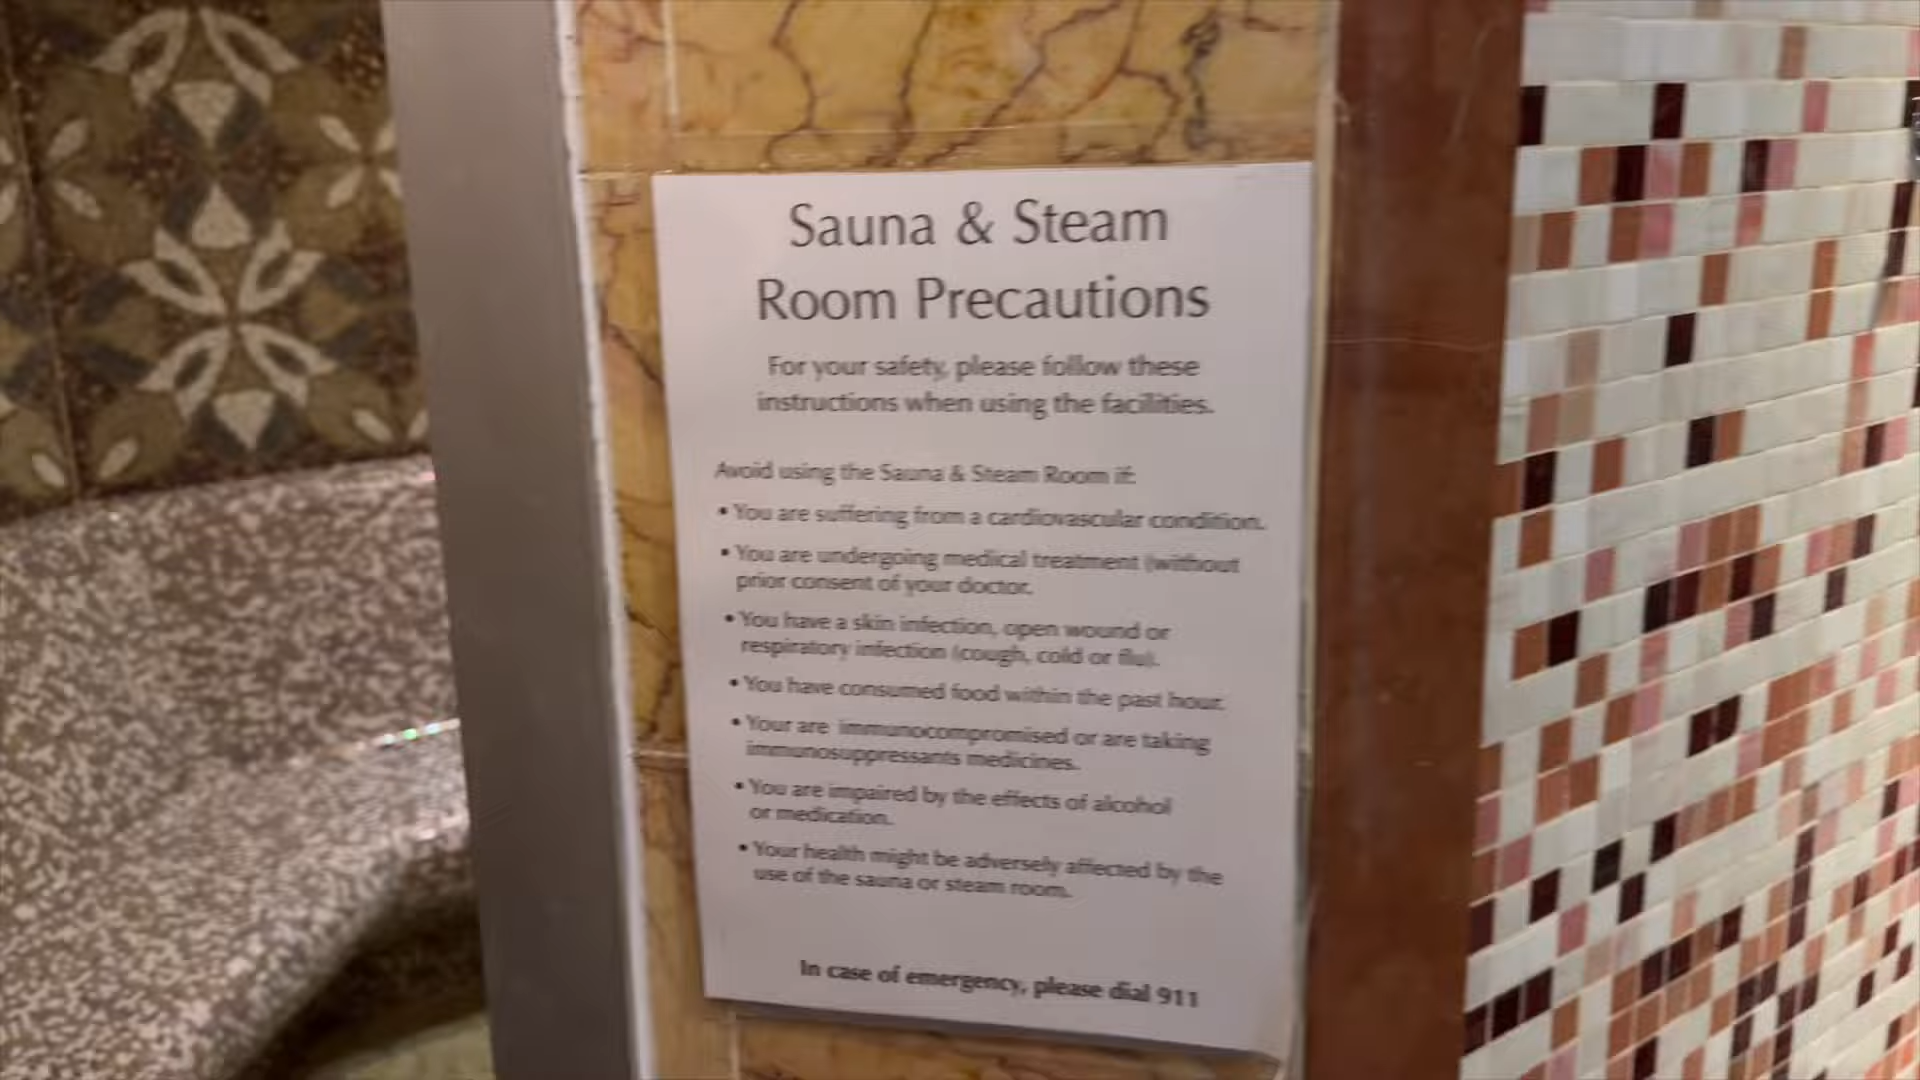 Sauna & Steam
Room Precautions
For your safety, please follow these
instructions when using the facilities.
Avoid using the Sauna & Steam Room if:
• You are suffering from a cardiovascular condition.
• You are undergoing medical treatment (without
prior consent of your doctor.
• You have a skin infection, open wound or
respiratory infection (cough, cold or flu).
• You have consumed food within the past hour.
• Your are immunocompromised or are taking
immunosuppressants medicines.
• You are impaired by the effects of alcohol
or medication.
• Your health might be adversely affected by the
use of the sauna or steam room.
In case of emergency, please dial 911